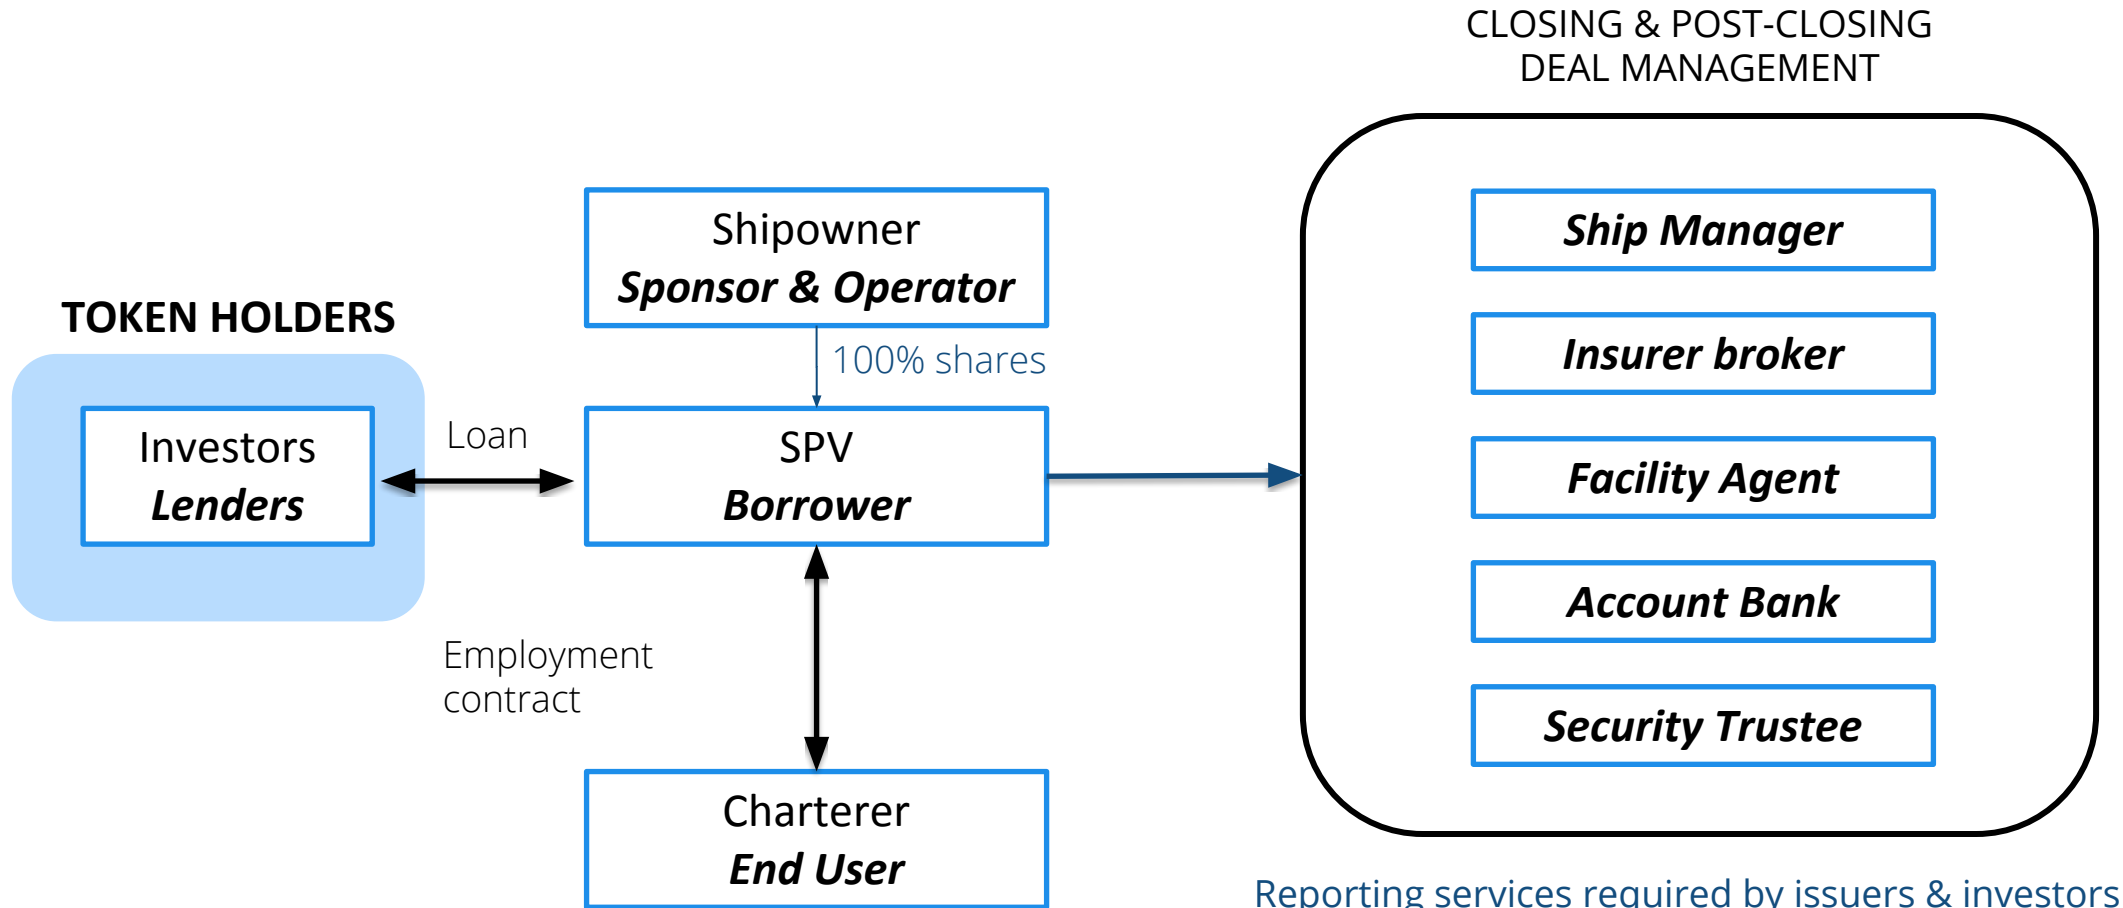 CLOSING & POST-CLOSING
DEAL MANAGEMENT
Shipowner
Sponsor & Operator
100% shares
TOKEN HOLDERS
Investors
Lenders
Loan
SPV
Borrower
Employment
contract
Charterer
End User
Ship Manager
Insurer broker
Facility Agent
Account Bank
Security Trustee
Reporting services required by issuers & investors